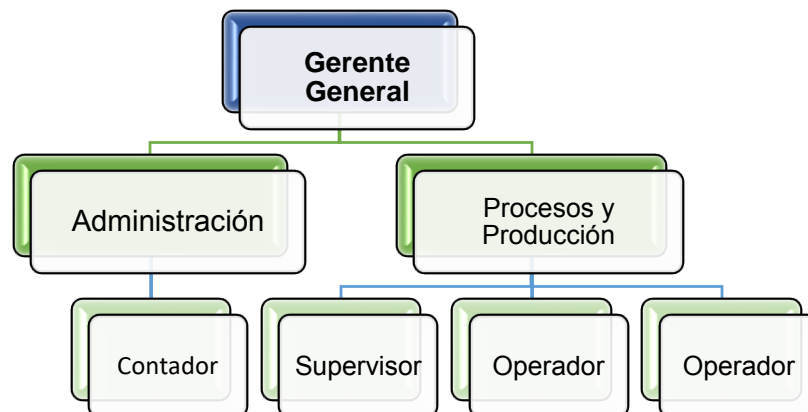 Gerente
General
Administración
Procesos y
Producción
Contador
Supervisor
Operador
Operador